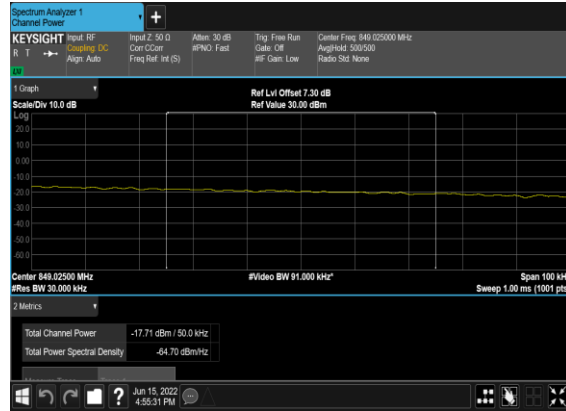 Spectrum Analyzer 1
Channel Power
+
KEYSIGHT Input: RF Input Z: 50 Ω Atten: 30 dB Trig: Free Run Center Freq: 849.025000 MHz
R T Coupling: DC Corr CCorr #PNO: Fast Gate: Off Avg|Hold: 500/500
Align: Auto Freq Ref: Int (S) #IF Gain: Low Radio Std: None
1 Graph
Ref Lvl Offset 7.30 dB
Scale/Div 10.0 dB Ref Value 30.00 dBm
Log
20.0
10.0
0.00
-10.0
-20.0
-30.0
-40.0
-50.0
-60.0
Center 849.02500 MHz #Video BW 91.000 kHz* Span 100 kH
#Res BW 30.000 kHz Sweep 1.00 ms (1001 pts
2 Metrics
Total Channel Power -17.71 dBm / 50.0 kHz
Total Power Spectral Density -64.70 dBm/Hz
?
Jun 15, 2022
4:55:31 PM